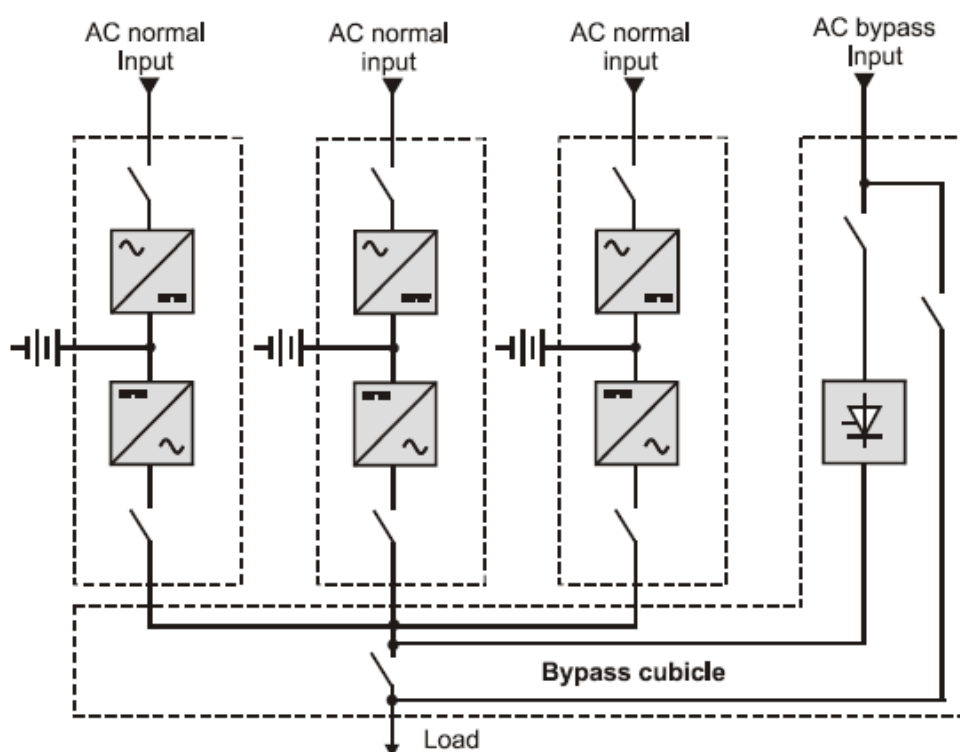 AC normal
Input
AC normal
input
AC normal
input
AC bypass
Input
Bypass cubicle
Load